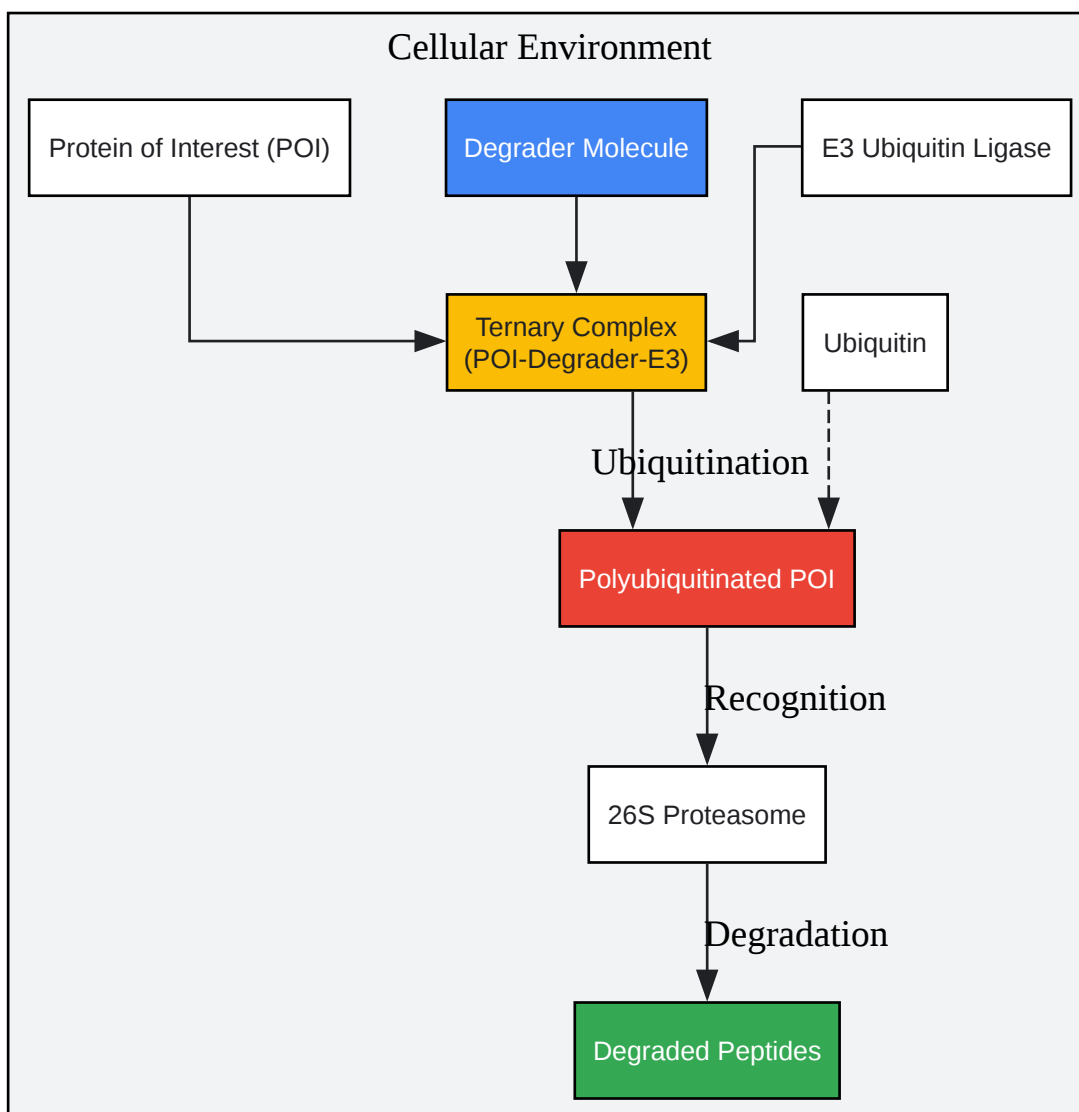 Cellular Environment
Protein of Interest (POI)
Degrader Molecule
E3 Ubiquitin Ligase
Ternary Complex
(POI-Degrader-E3)
Ubiquitin
Ubiquitination
Polyubiquitinated POI
Recognition
26S Proteasome
Degradation
Degraded Peptides